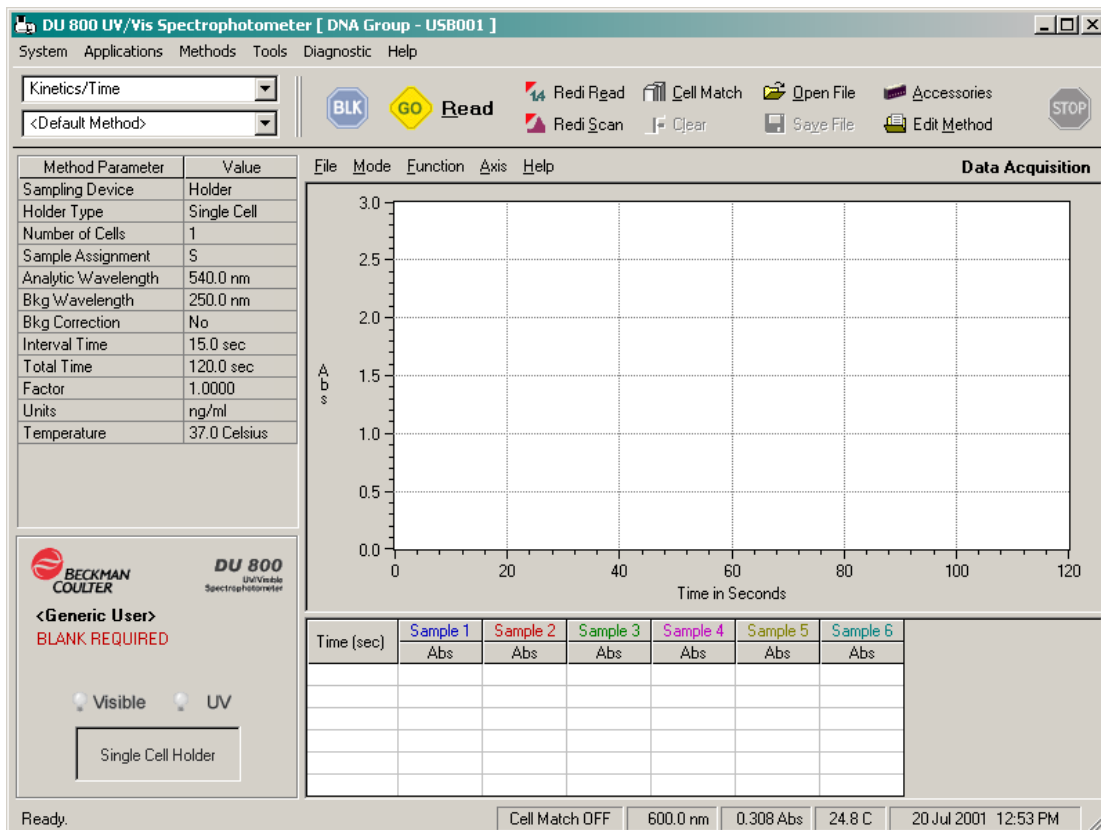 DU 800 UV/Vis Spectrophotometer [ DNA Group - USB001 ]
System Applications Methods Tools Diagnostic Help
Kinetics/Time
<Default Method>
BLK
GO Read
14 Redi Read
Redi Scan
Cell Match
Clear
Open File
Save File
Accessories
Edit Method
STOP
Method Parameter Value
Sampling Device Holder
Holder Type Single Cell
Number of Cells 1
Sample Assignment S
Analytic Wavelength 540.0 nm
Bkg Wavelength 250.0 nm
Bkg Correction No
Interval Time 15.0 sec
Total Time 120.0 sec
Factor 1.0000
Units ng/ml
Temperature 37.0 Celsius
File Mode Function Axis Help Data Acquisition
3.0
2.5
2.0
1.5
1.0
0.5
0.0
Abs
0 20 40 60 80 100 120
Time in Seconds
BECKMAN
COULTER
DU 800
UV/Visible
Spectrophotometer
<Generic User>
BLANK REQUIRED
Visible UV
Single Cell Holder
Time (sec) Sample 1 Sample 2 Sample 3 Sample 4 Sample 5 Sample 6
Abs Abs Abs Abs Abs Abs
Ready. Cell Match OFF 600.0 nm 0.308 Abs 24.8 C 20 Jul 2001 12:53 PM